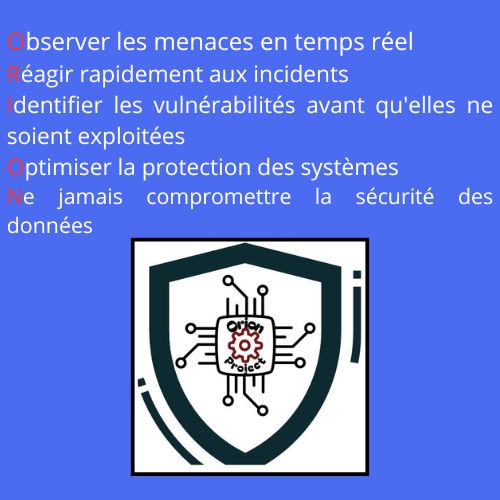 Observer les menaces en temps réel
Réagir rapidement aux incidents
Identifier les vulnérabilités avant qu'elles ne
soient exploitées
Optimiser la protection des systèmes
Ne jamais compromettre la sécurité des
données
Orion
Project